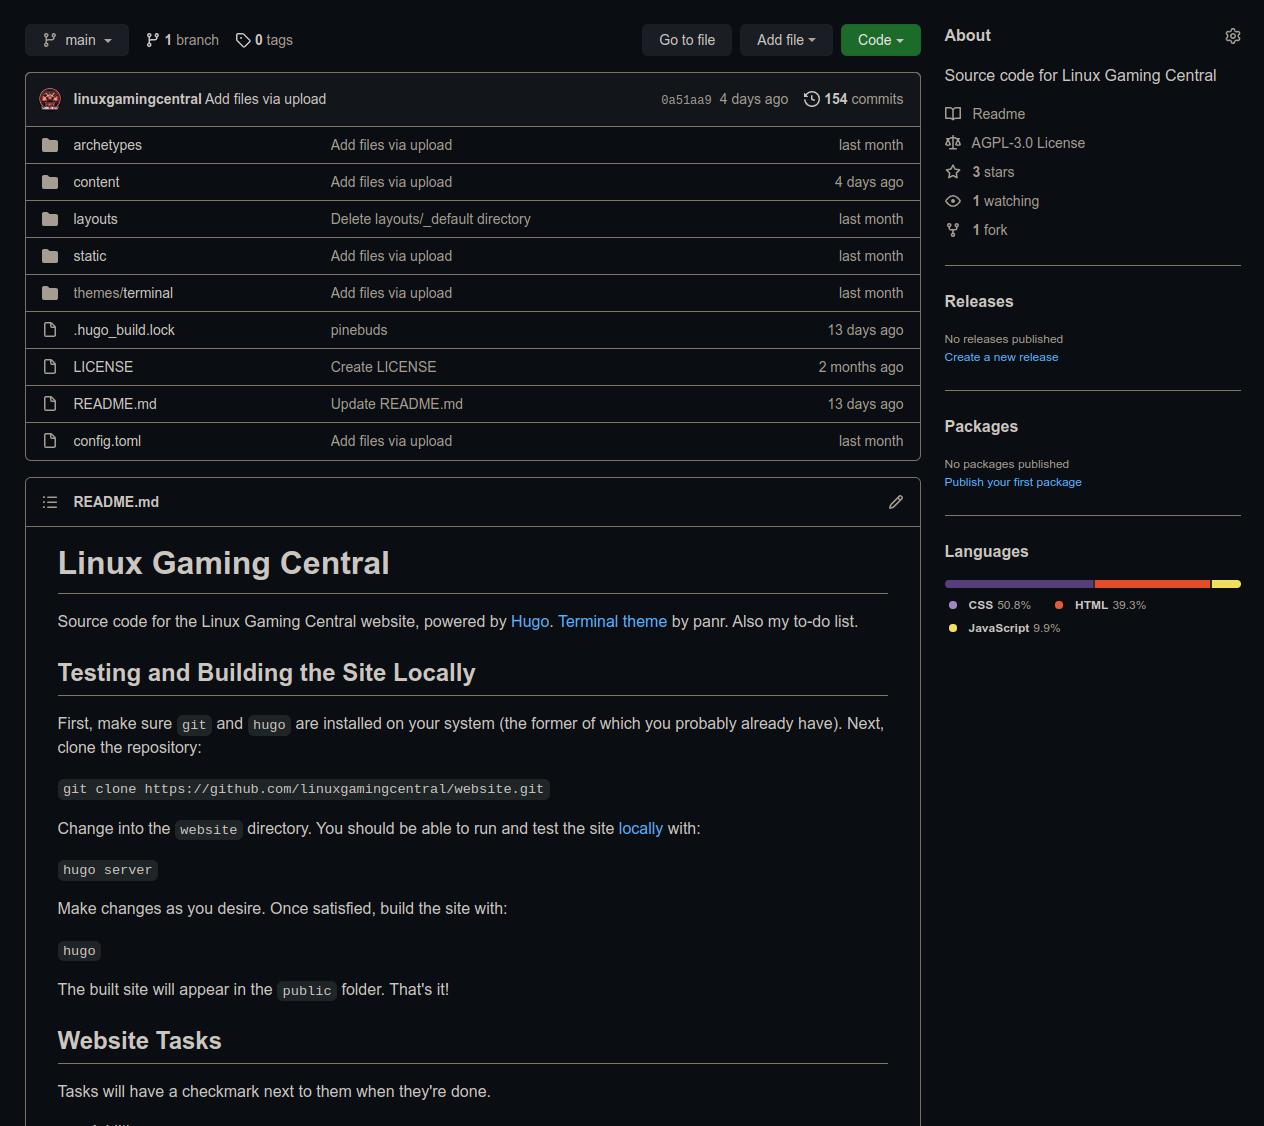 main
1 branch
0 tags
Go to file
Add file
Code
linuxgamingcentral Add files via upload
0a51aa9 4 days ago
154 commits
archetypes Add files via upload last month
content Add files via upload 4 days ago
layouts Delete layouts/_default directory last month
static Add files via upload last month
themes/terminal Add files via upload last month
.hugo_build.lock pinebuds 13 days ago
LICENSE Create LICENSE 2 months ago
README.md Update README.md 13 days ago
config.toml Add files via upload last month
README.md
Linux Gaming Central
Source code for the Linux Gaming Central website, powered by Hugo. Terminal theme by panr. Also my to-do list.
Testing and Building the Site Locally
First, make sure git and hugo are installed on your system (the former of which you probably already have). Next,
clone the repository:
git clone https://github.com/linuxgamingcentral/website.git
Change into the website directory. You should be able to run and test the site locally with:
hugo server
Make changes as you desire. Once satisfied, build the site with:
hugo
The built site will appear in the public folder. That's it!
Website Tasks
Tasks will have a checkmark next to them when they're done.
About
Source code for Linux Gaming Central
Readme
AGPL-3.0 License
3 stars
1 watching
1 fork
Releases
No releases published
Create a new release
Packages
No packages published
Publish your first package
Languages
CSS 50.8% HTML 39.3%
JavaScript 9.9%